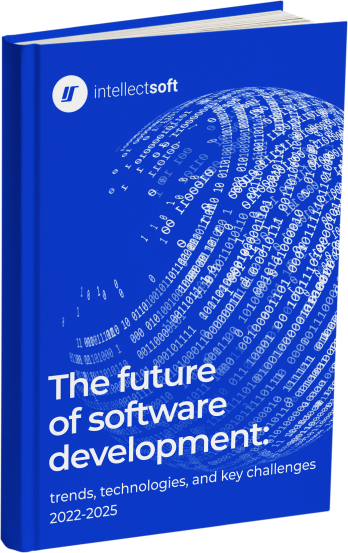 intellectsoft
The future
of software
development:
trends, technologies, and key challenges
2022-2025